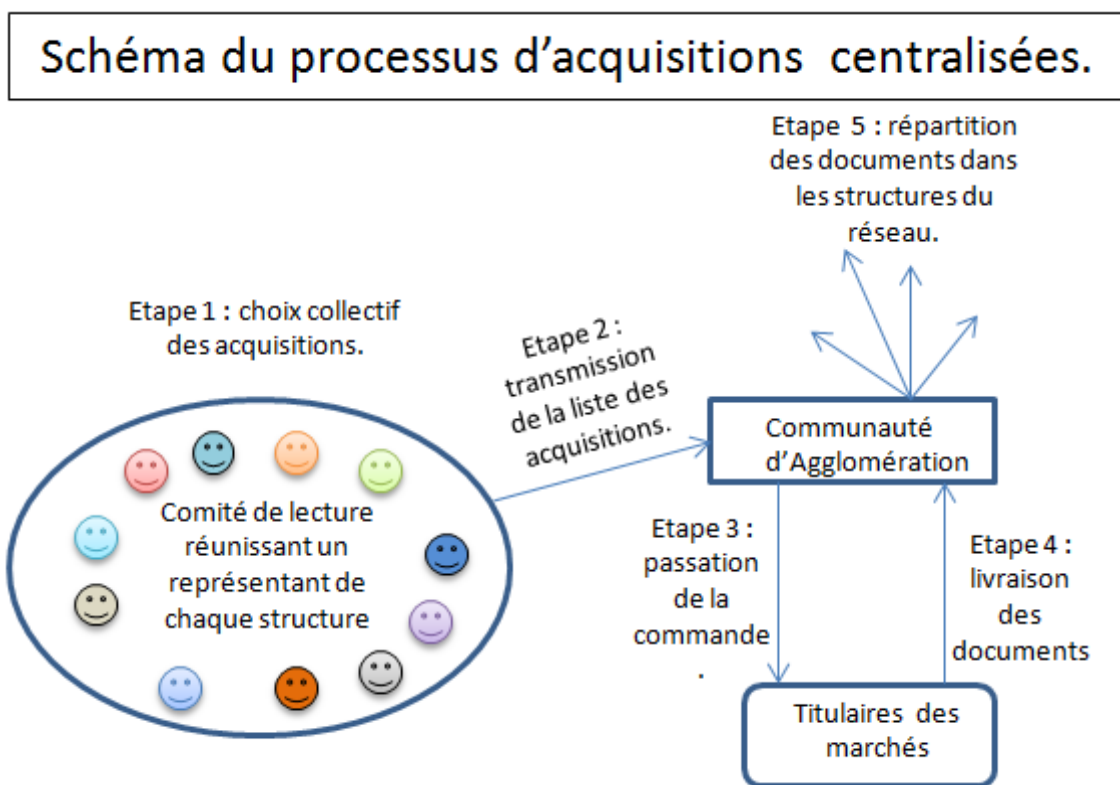 Schéma du processus d'acquisitions centralisées.
Etape 1 : choix collectif
des acquisitions.
Comité de lecture
réunissant un
représentant de
chaque structure
Etape 2 :
transmission
de la liste des
acquisitions.
Communauté
d'Agglomération
Etape 3 :
passation
de la
commande
.
Titulaires des
marchés
Etape 4 :
livraison
des
documents
Etape 5 : répartition
des documents dans
les structures du
réseau.